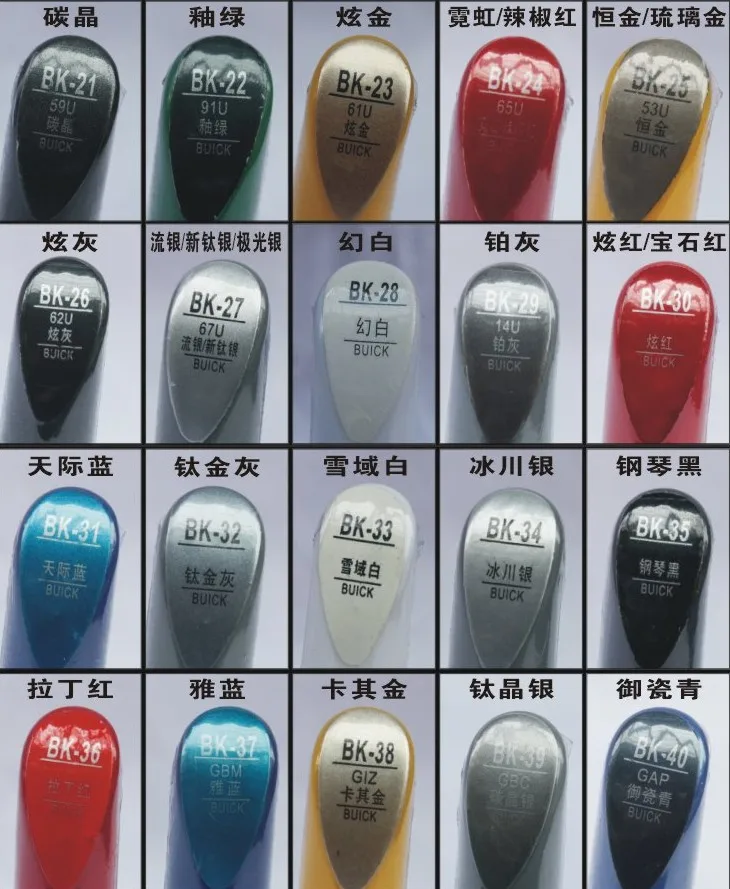 碳晶
釉绿
炫金
霓虹/辣椒红
恒金/琉璃金
BK-21
59U
碳晶
BUICK
BK-22
91U
釉绿
BUICK
BK-23
61U
炫金
BUICK
BK-24
65U
BUICK
BK-25
53U
恒金
BUICK
炫灰
流银/新钛银/极光银
幻白
铂灰
炫红/宝石红
BK-26
62U
炫灰
BUICK
BK-27
67U
流银/新钛银
BUICK
BK-28
幻白
BUICK
BK-29
14U
铂灰
BUICK
BK-30
炫红
BUICK
天际蓝
钛金灰
雪域白
冰川银
钢琴黑
BK-31
天际蓝
BUICK
BK-32
钛金灰
BUICK
BK-33
雪域白
BUICK
BK-34
冰川银
BUICK
BK-35
钢琴黑
BUICK
拉丁红
雅蓝
卡其金
钛晶银
御瓷青
BK-36
拉丁红
BUICK
BK-37
GBM
雅蓝
BUICK
BK-38
GIZ
卡其金
BUICK
BK-39
GBC
BUICK
BK-40
GAP
御瓷青
BUICK